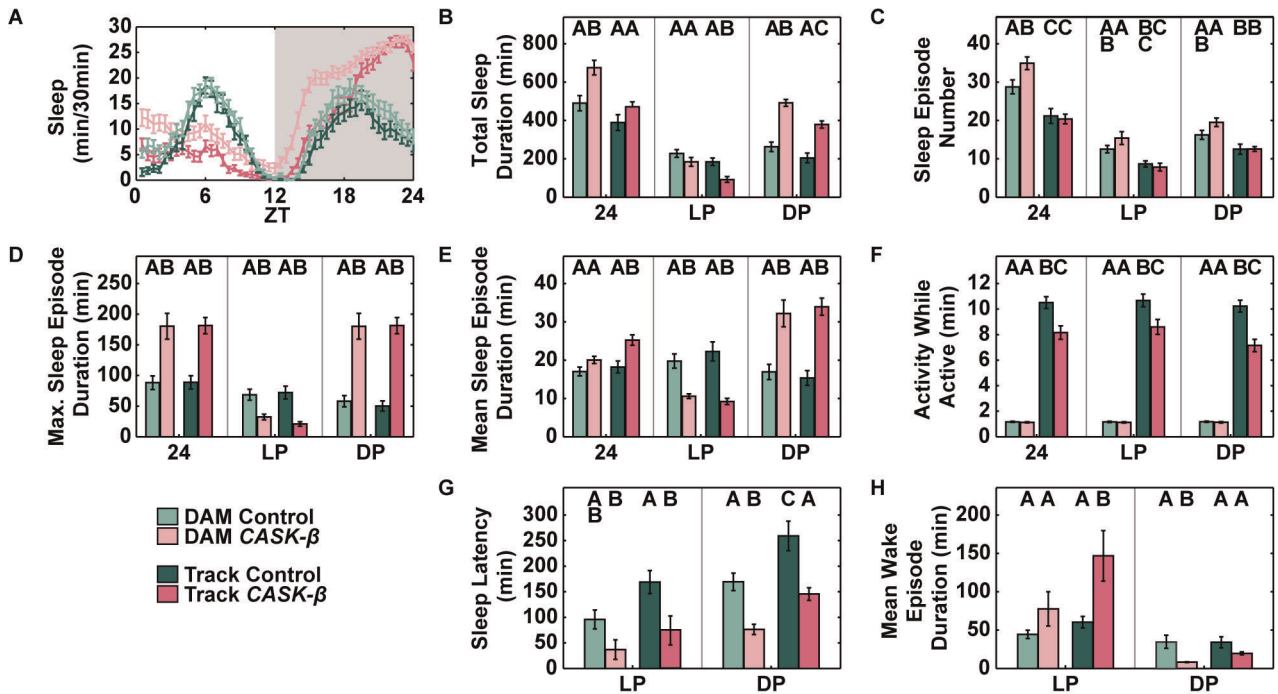 A
Sleep
(min/30min)
30
25
20
15
10
5
0
0
6
12
18
24
ZT
B
Total Sleep
Duration (min)
AB AA
AA AB
AB AC
800
600
400
200
0
24
LP
DP
C
Sleep Episode
Number
AB CC
AA BC
B C
AA BB
B
40
30
20
10
0
24
LP
DP
D
Max. Sleep Episode
Duration (min)
AB AB
AB AB
AB AB
250
200
150
100
50
0
24
LP
DP
E
Mean Sleep Episode
Duration (min)
AA AB
AB AB
AB AB
40
30
20
10
0
24
LP
DP
F
Activity While
Active (min)
AA BC
AA BC
AA BC
12
10
8
6
4
2
0
24
LP
DP
DAM Control
DAM CASK-β
Track Control
Track CASK-β
G
Sleep Latency
(min)
A B A B
B
A B C A
300
250
200
150
100
50
0
LP
DP
H
Mean Wake
Episode
Duration (min)
A A A B
A B A A
200
150
100
50
0
LP
DP